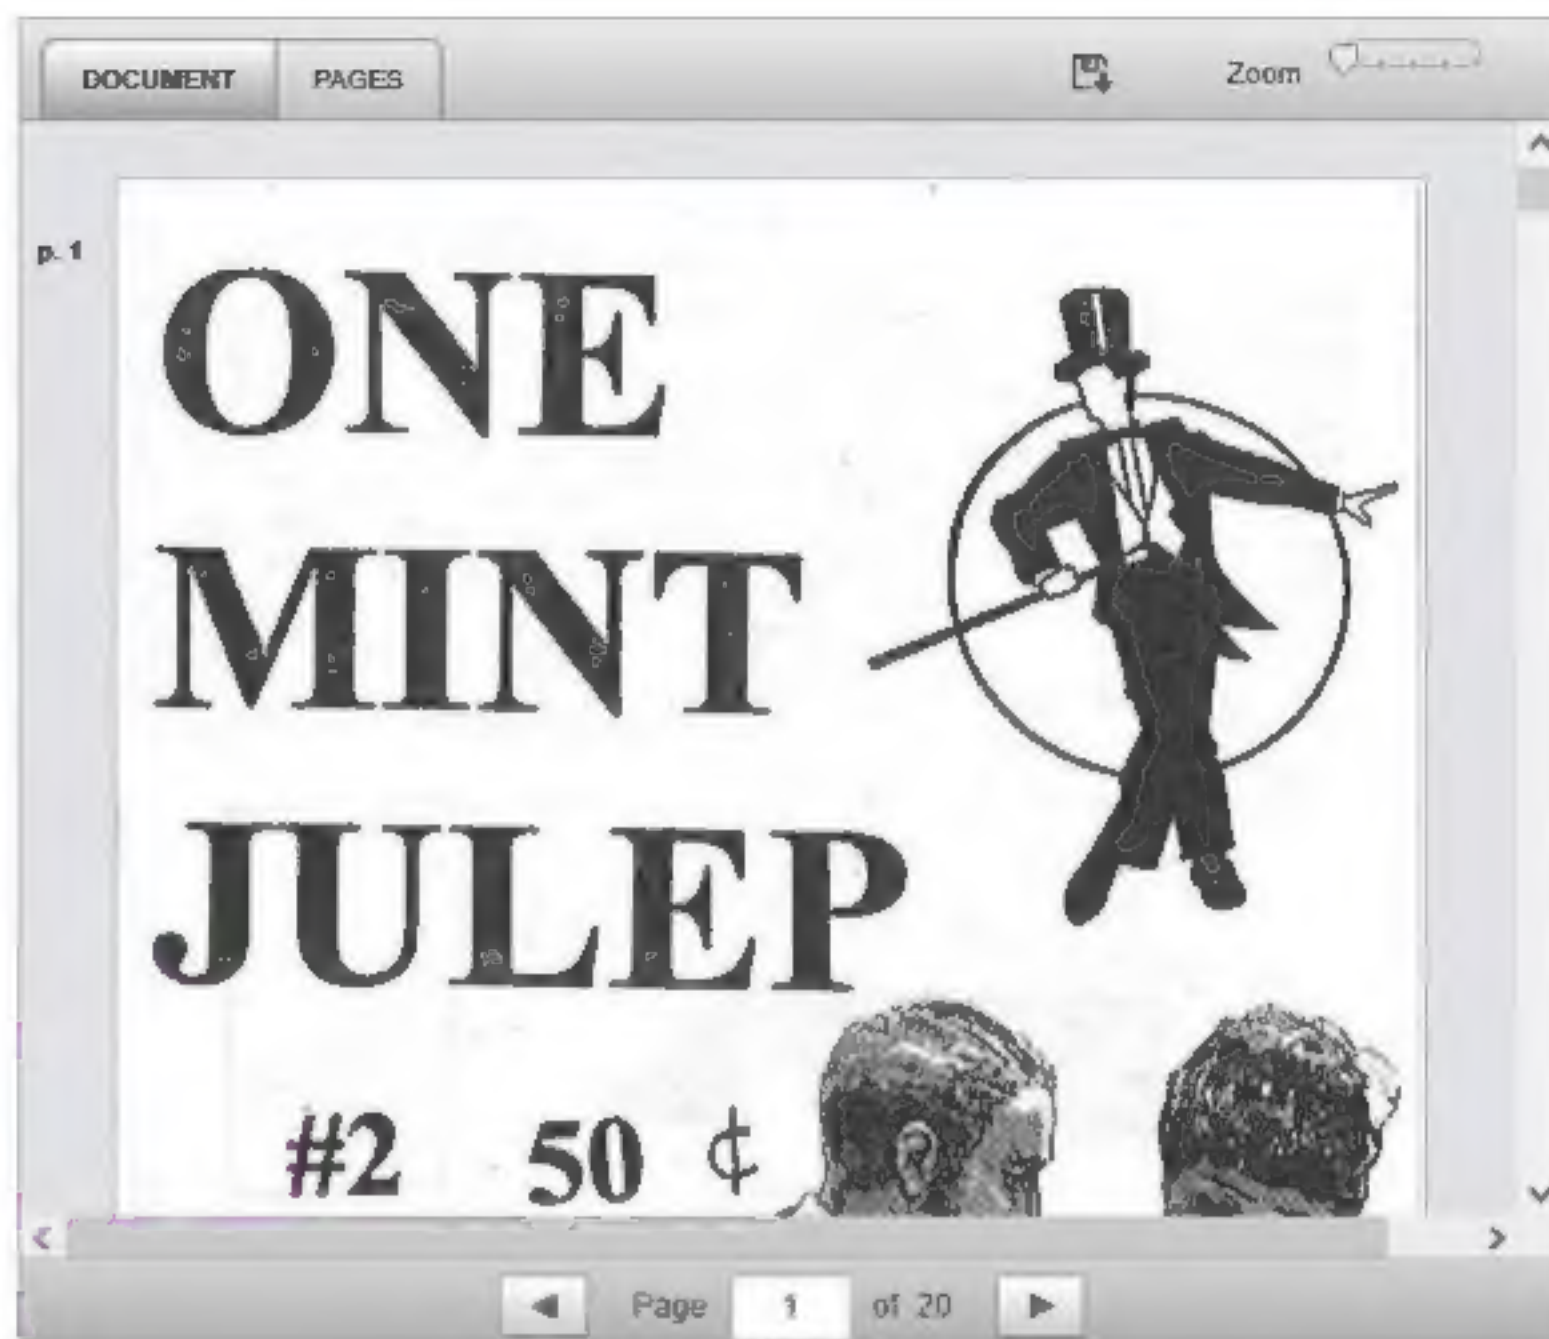 DOCUMENT PAGES Zoom
p. 1
ONE
MINT
JULEP
#2 50 ¢
Page 1 of 20